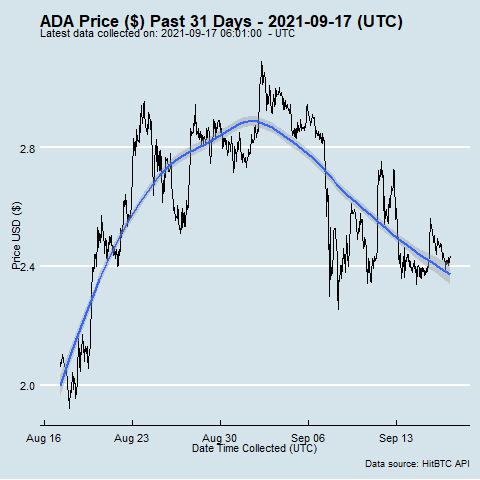 ADA Price ($) Past 31 Days - 2021-09-17 (UTC)
Latest data collected on: 2021-09-17 06:01:00 - UTC
Price USD ($)
2.8
2.4
2.0
Aug 16 Aug 23 Aug 30 Sep 06 Sep 13
Date Time Collected (UTC)
Data source: HitBTC API